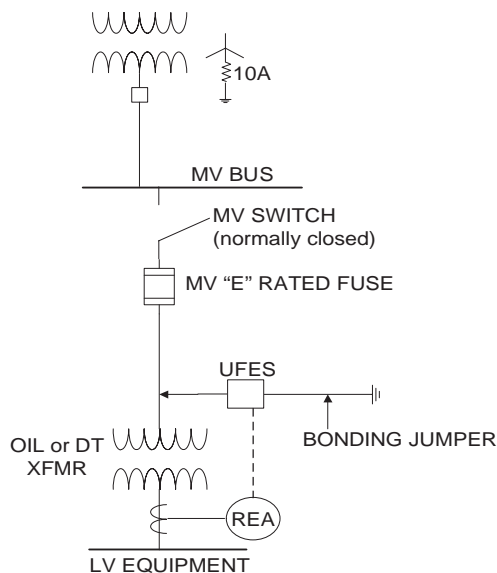 10A
MV BUS
MV SWITCH
(normally closed)
MV “E” RATED FUSE
UFES
BONDING JUMPER
OIL or DT
XFMR
REA
LV EQUIPMENT